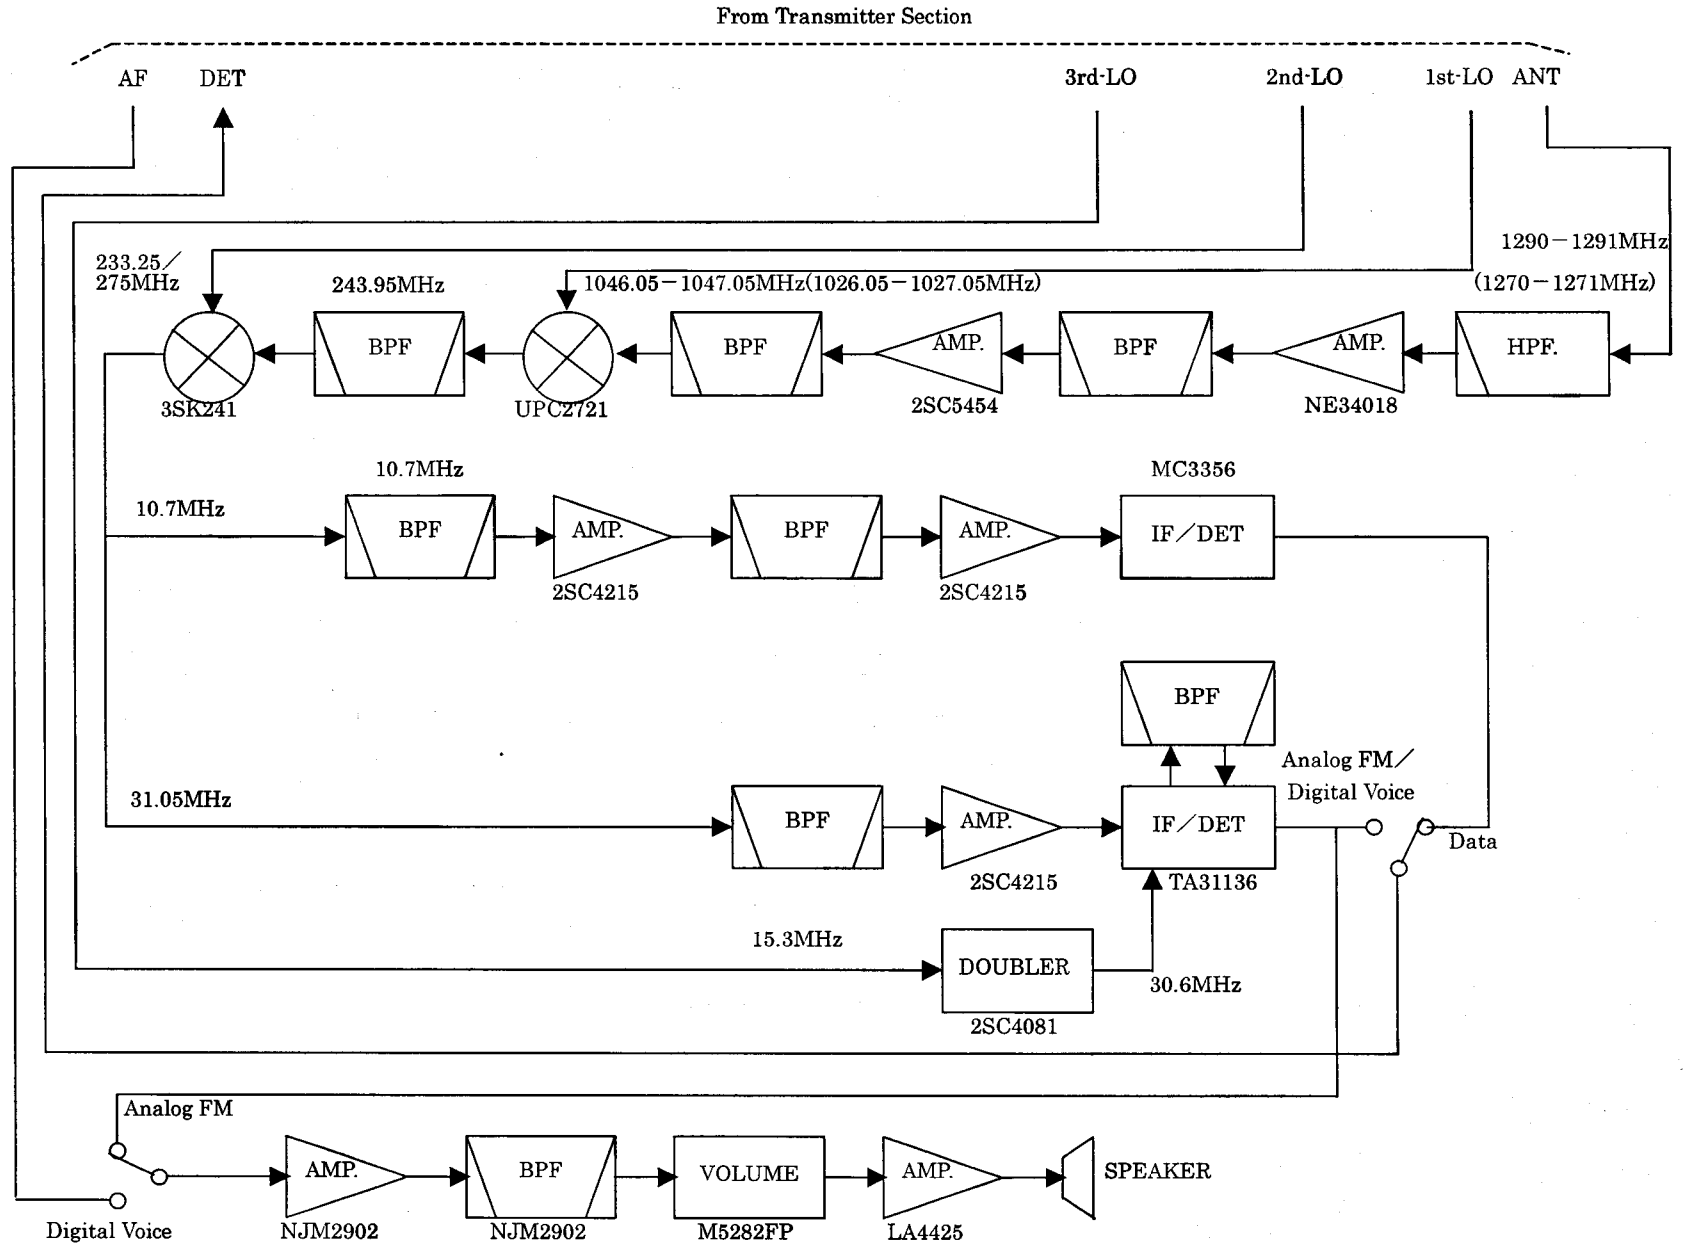 From Transmitter Section
AF
DET
3rd-LO
2nd-LO
1st-LO
ANT
1290－1291MHz
(1270－1271MHz)
233.25／
275MHz
243.95MHz
1046.05－1047.05MHz(1026.05－1027.05MHz)
BPF
BPF
AMP.
BPF
AMP.
HPF.
3SK241
UPC2721
2SC5454
NE34018
10.7MHz
MC3356
10.7MHz
BPF
AMP.
BPF
AMP.
IF／DET
2SC4215
2SC4215
BPF
Analog FM／
Digital Voice
31.05MHz
BPF
AMP.
IF／DET
Data
2SC4215
TA31136
15.3MHz
DOUBLER
30.6MHz
2SC4081
Analog FM
AMP.
BPF
VOLUME
AMP.
SPEAKER
Digital Voice
NJM2902
NJM2902
M5282FP
LA4425